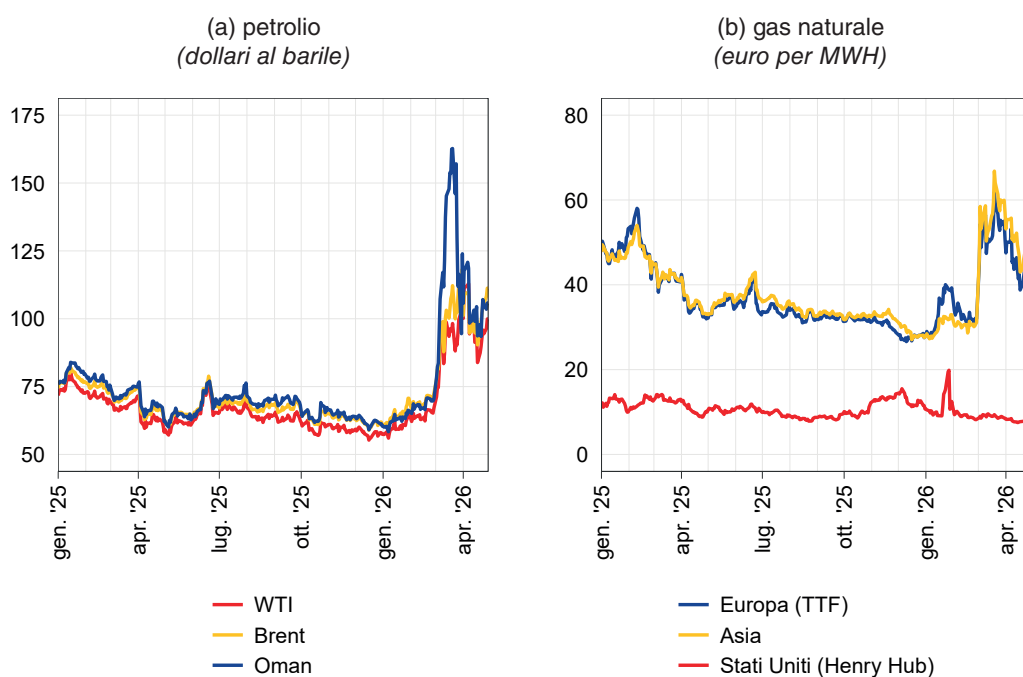 (a) petrolio
(dollari al barile)
175
150
125
100
75
50
gen. '25
apr. '25
lug. '25
ott. '25
gen. '26
apr. '26
WTI
Brent
Oman
(b) gas naturale
(euro per MWH)
80
60
40
20
0
gen. '25
apr. '25
lug. '25
ott. '25
gen. '26
apr. '26
Europa (TTF)
Asia
Stati Uniti (Henry Hub)